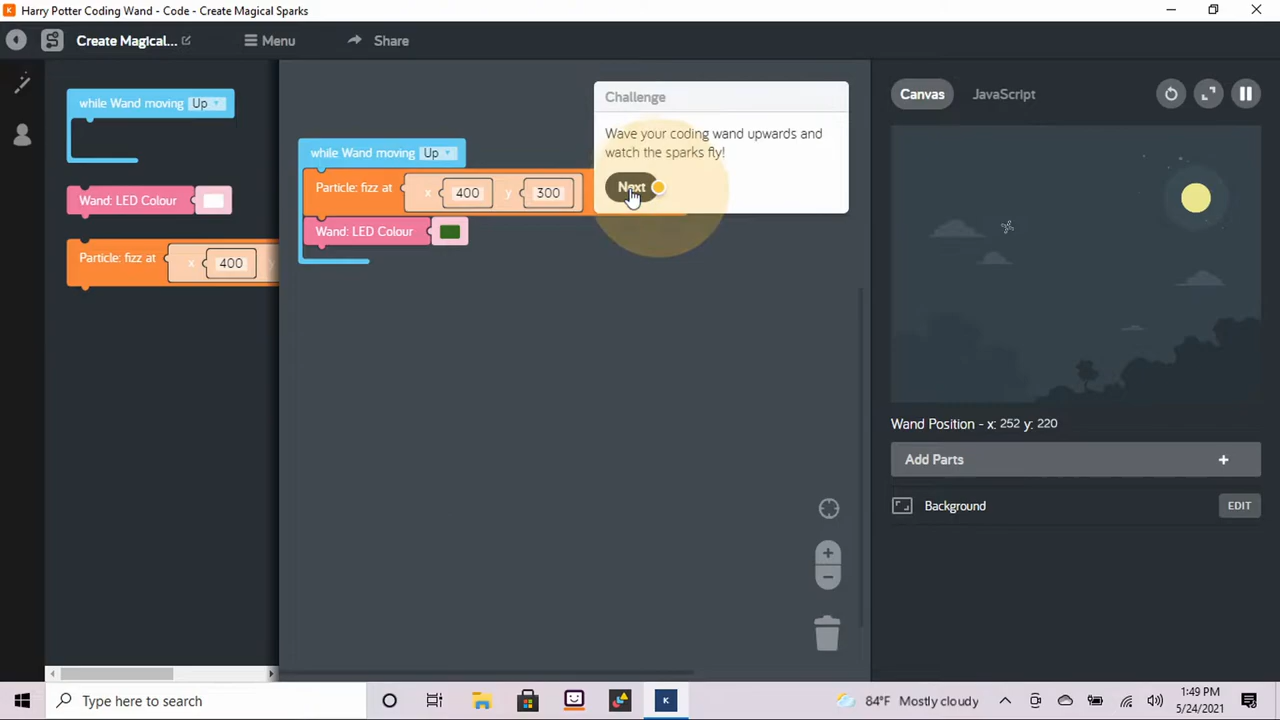 Harry Potter Coding Wand - Code - Create Magical Sparks
Create Magical...
Menu
Share
while Wand moving Up
Wand: LED Colour
Particle: fizz at x 400
while Wand moving Up
Particle: fizz at x 400 y 300
Wand: LED Colour
Challenge
Wave your coding wand upwards and
watch the sparks fly!
Next
Canvas
JavaScript
Wand Position - x: 252 y: 220
Add Parts +
Background
EDIT
+
−
Type here to search
K
84°F Mostly cloudy
1:49 PM
5/24/2021